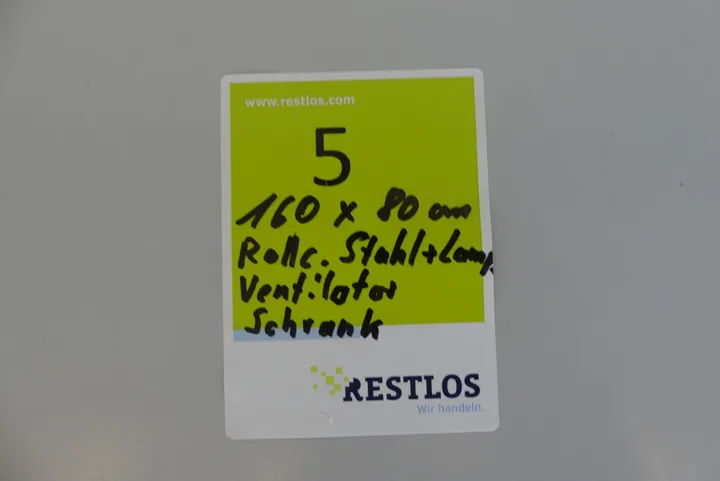 www.restlos.com
5
160 x 80 cm
Rollc. Stahl+Lamp.
Ventilator
Schrank
RESTLOS
Wir handeln.